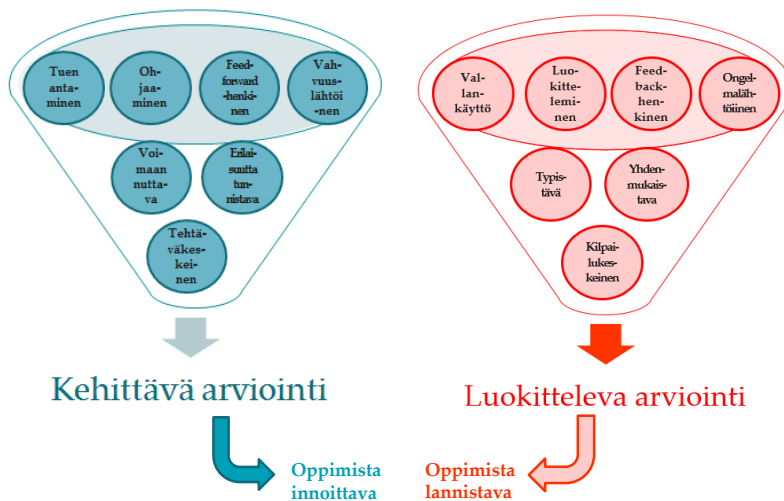 Tuen
anta-
minen
Oh-
jaa-
minen
Feed-
forward
-henki-
nen
Vah-
vuus-
lähtöi
-nen
Voi-
maan
nutta-
va
Erilai-
suutta
tun-
nistava
Tehtä-
väkes-
kei-
nen
Kehittävä arviointi
Oppimista
innoittava
Val-
lan-
käyttö
Luo-
kitte-
lemi-
nen
Feed-
back-
hen-
kinen
Ongel-
maläh-
töiinen
Typis-
tävä
Yhden-
mukais-
tava
Kilpai-
lukes-
keinen
Luokitteleva arviointi
Oppimista
lannistava